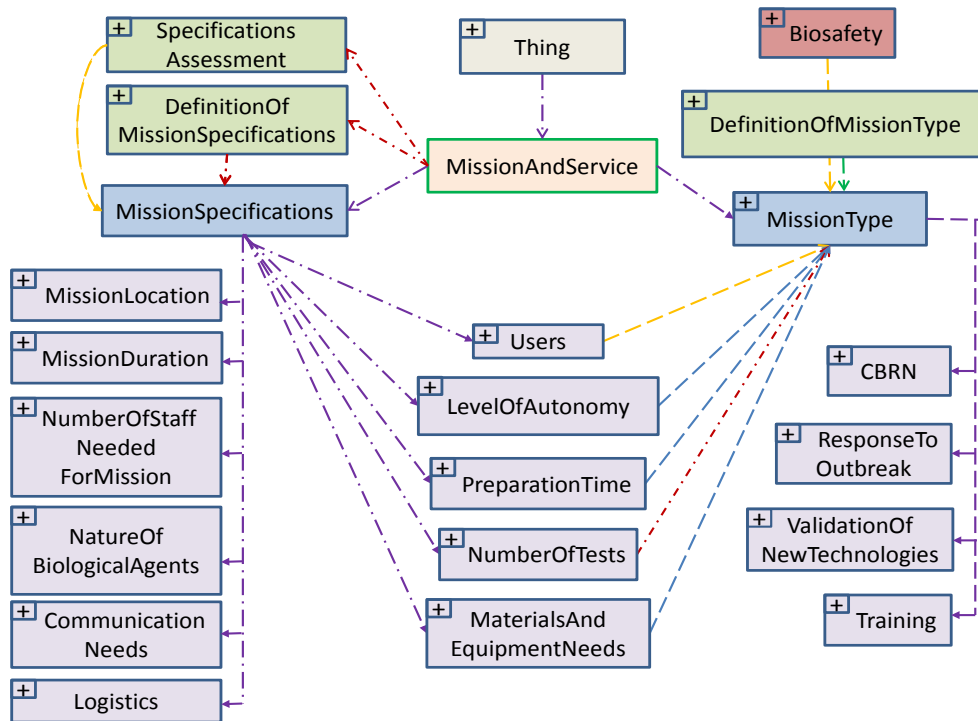 + Specifications
Assessment
+ Thing
+ Biosafety
+ DefinitionOf
MissionSpecifications
+ DefinitionOfMissionType
MissionAndService
MissionSpecifications
+ MissionType
+ MissionLocation
+ MissionDuration
+ NumberOfStaff
Needed
ForMission
+ NatureOf
BiologicalAgents
+ Communication
Needs
+ Logistics
+ Users
+ LevelOfAutonomy
+ PreparationTime
+ NumberOfTests
+ MaterialsAnd
EquipmentNeeds
+ CBRN
+ ResponseTo
Outbreak
+ ValidationOf
NewTechnologies
+ Training